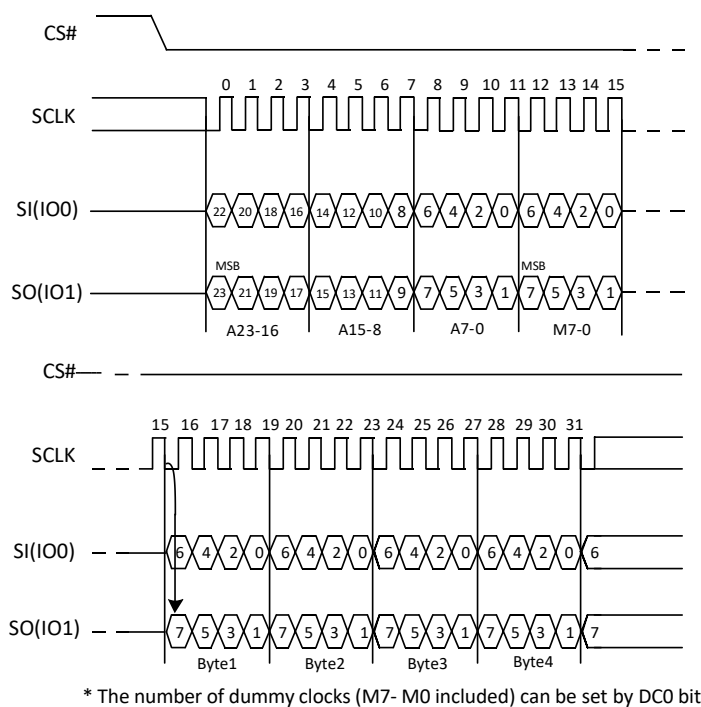 CS#
0 1 2 3 4 5 6 7 8 9 10 11 12 13 14 15
SCLK
SI(IO0) 22 20 18 16 14 12 10 8 6 4 2 0 6 4 2 0
MSB MSB
SO(IO1) 23 21 19 17 15 13 11 9 7 5 3 1 7 5 3 1
A23-16 A15-8 A7-0 M7-0
CS#
15 16 17 18 19 20 21 22 23 24 25 26 27 28 29 30 31
SCLK
SI(IO0) 6 4 2 0 6 4 2 0 6 4 2 0 6 4 2 0 6
SO(IO1) 7 5 3 1 7 5 3 1 7 5 3 1 7 5 3 1 7
Byte1 Byte2 Byte3 Byte4
* The number of dummy clocks (M7- M0 included) can be set by DC0 bit